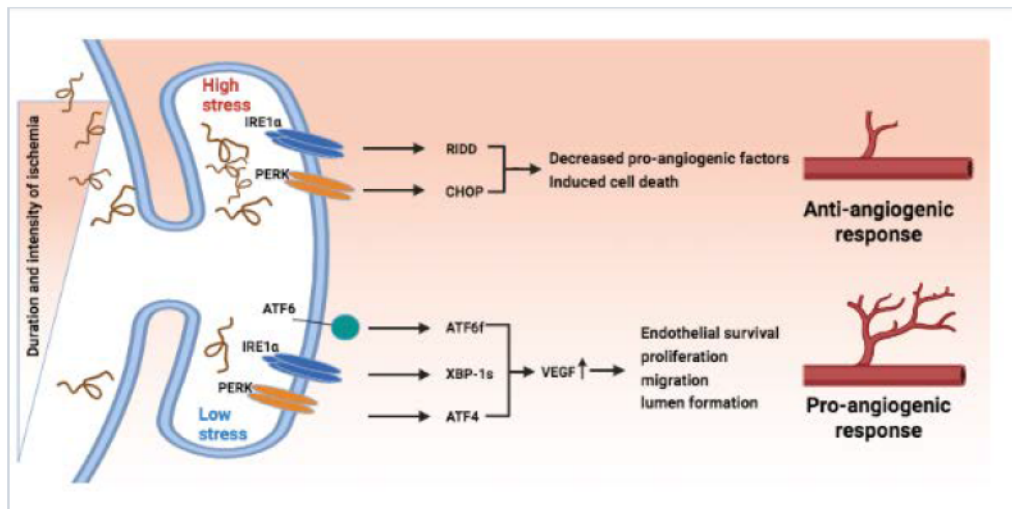 Duration and intensity of ischemia
High
stress
IRE1α
PERK
RIDD
CHOP
Decreased pro-angiogenic factors
Induced cell death
Anti-angiogenic
response
ATF6
IRE1α
PERK
Low
stress
ATF6f
XBP-1s
ATF4
VEGF
Endothelial survival
proliferation
migration
lumen formation
Pro-angiogenic
response